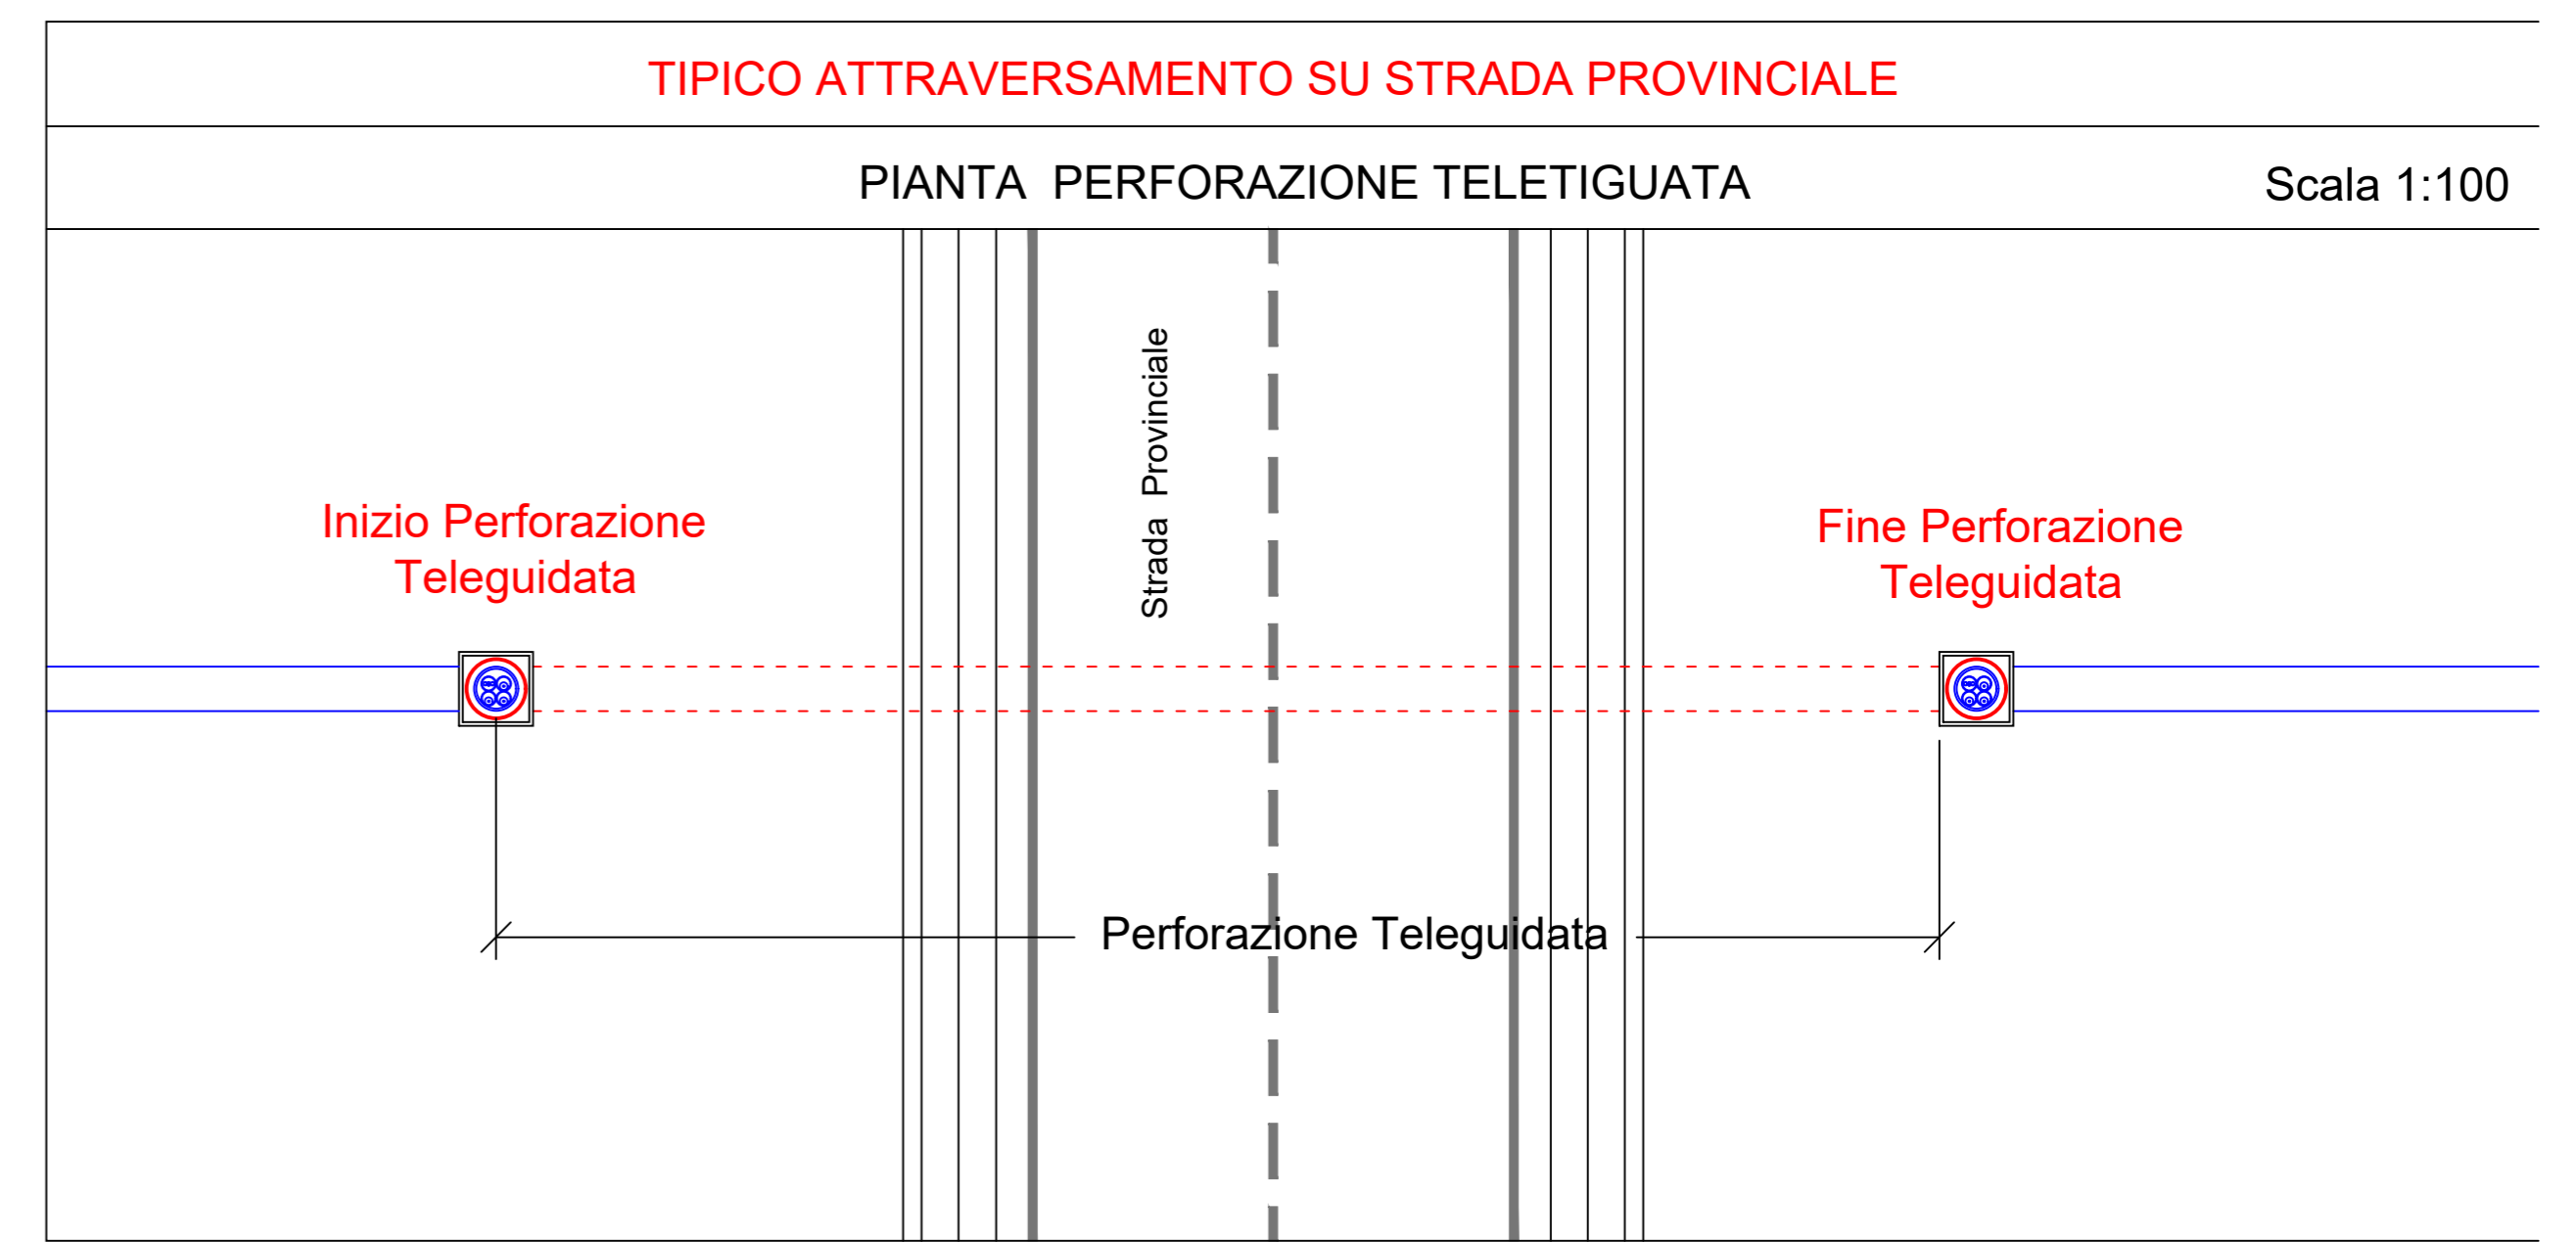 TIPICO ATTRAVERSAMENTO SU STRADA PROVINCIALE
PIANTA PERFORAZIONE TELETIGUATA
Scala 1:100
Strada Provinciale
Inizio Perforazione
Teleguidata
Fine Perforazione
Teleguidata
Perforazione Teleguidata